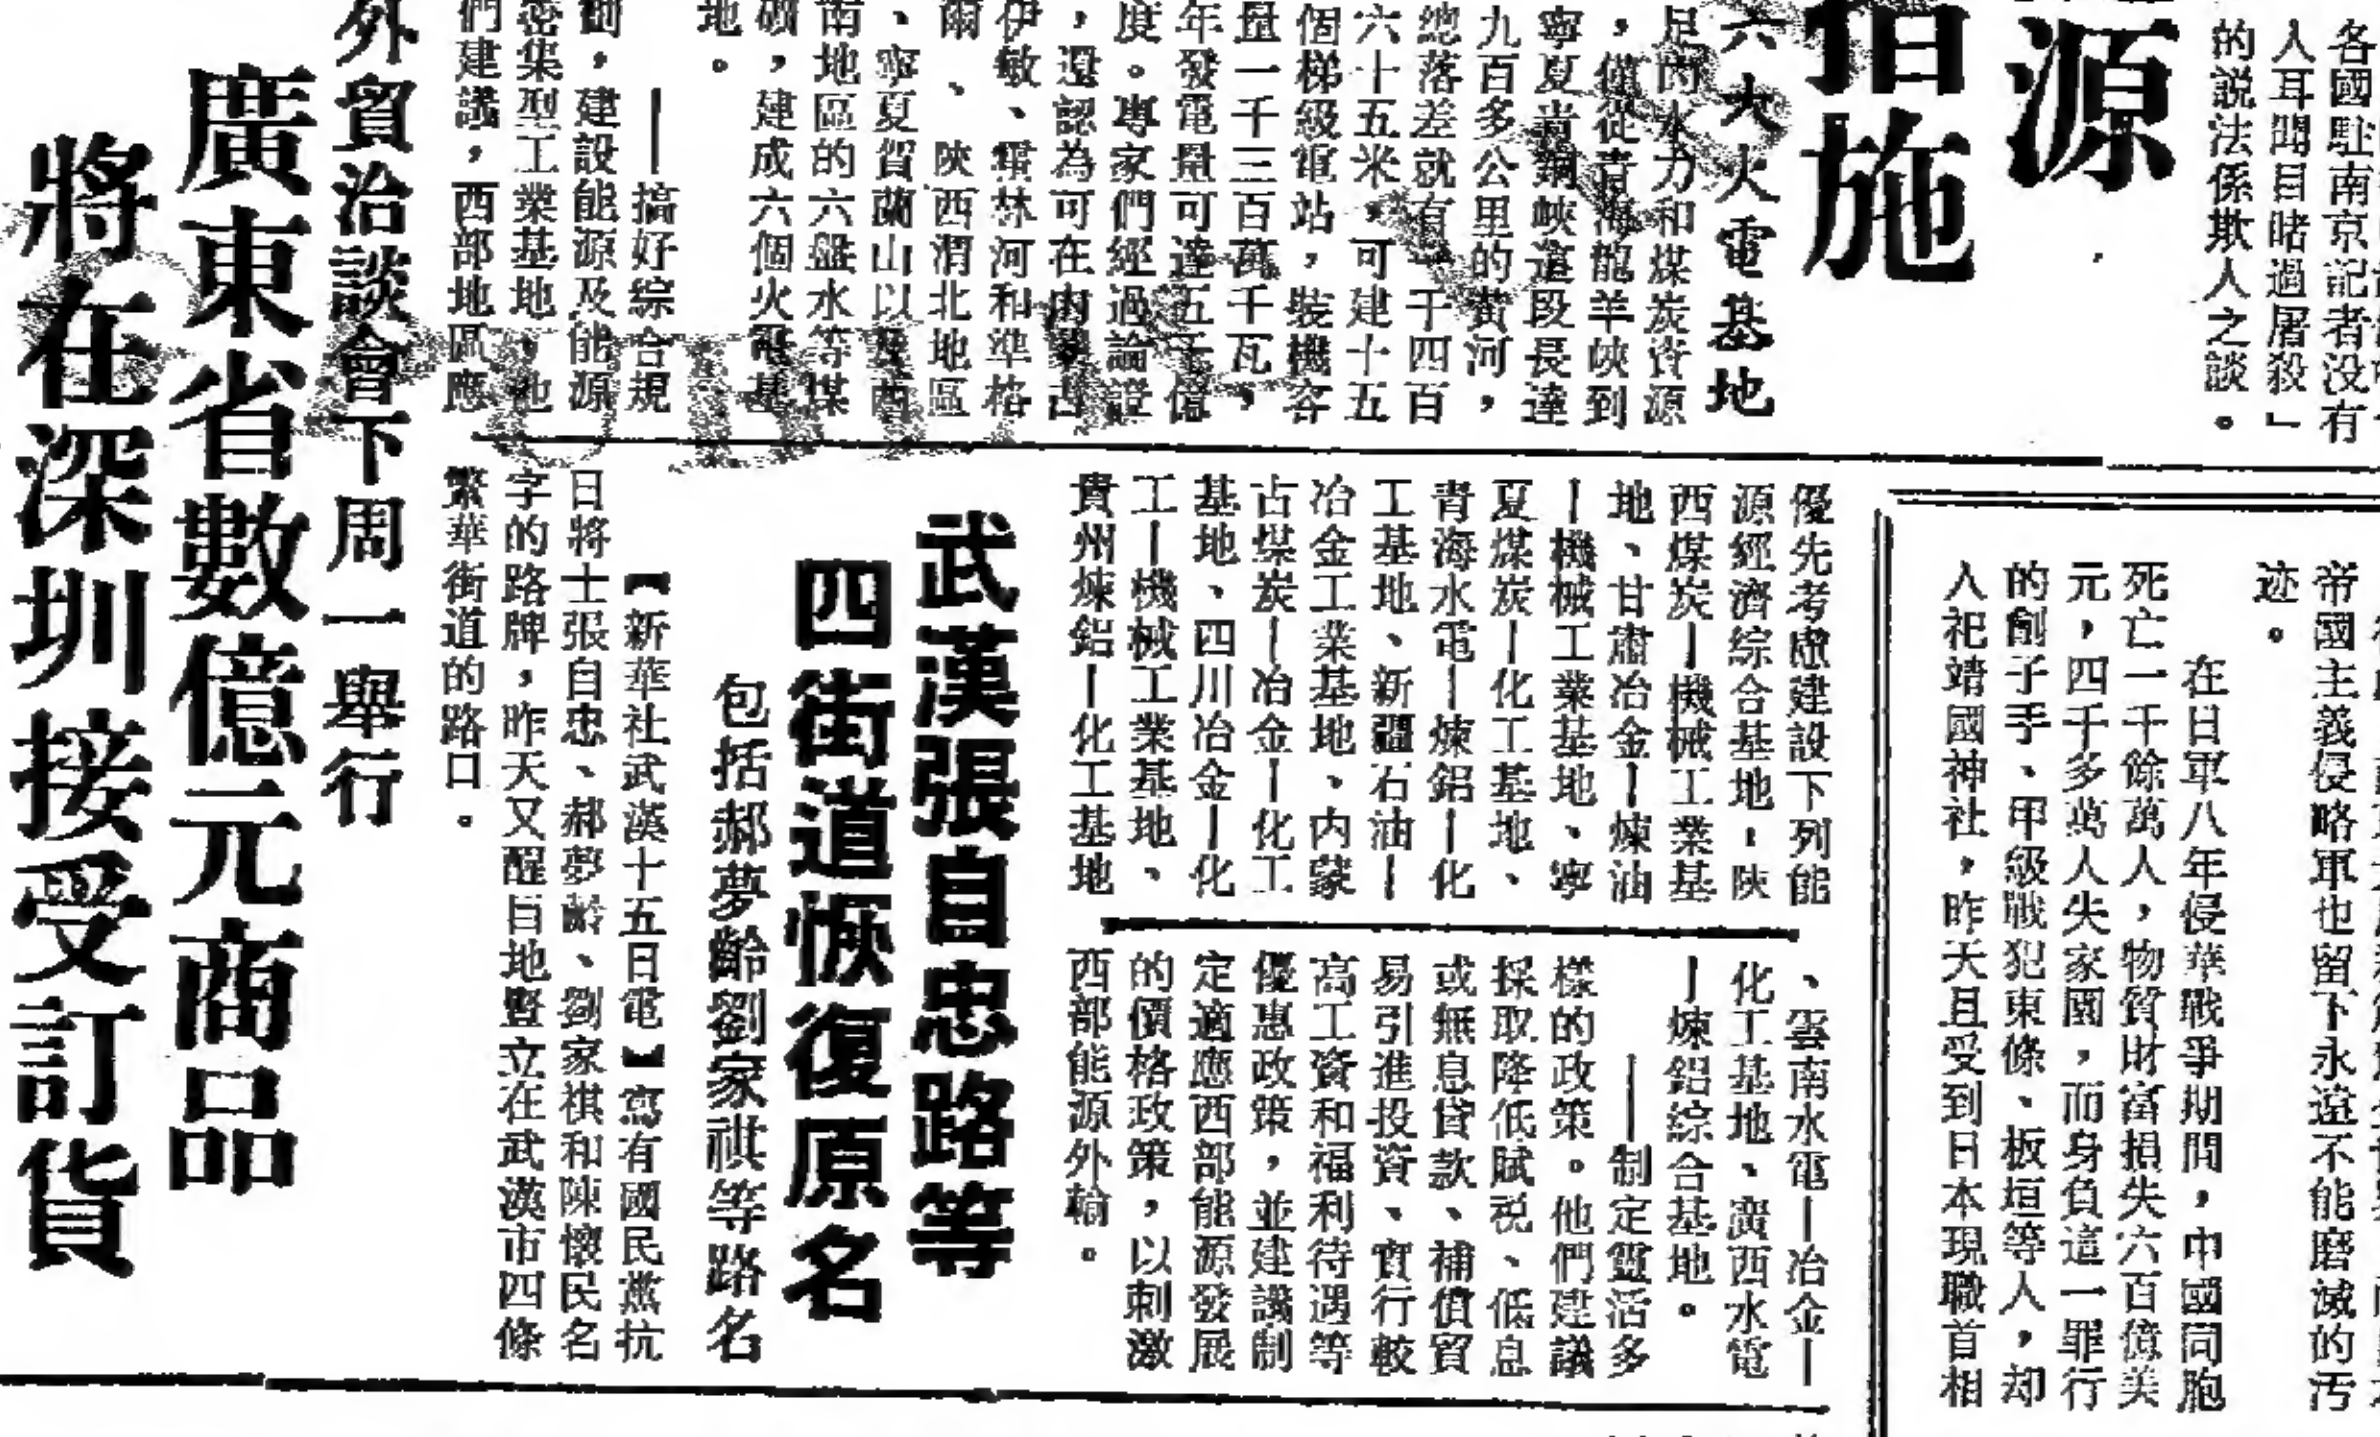 各國駐南京記者没有
人耳聞目睹過屠殺」
的説法係欺人之談。
帝國主義侵略軍也留下永遠不能磨滅的汚
迹。
在日軍八年侵華戰爭期間，中國同胞
死亡一千餘萬人，物質財富損失六百億美
元，四千多萬人失家園，而身負這一罪行
的劊子手、甲級戰犯東條、板垣等人，却
入祀靖國神社，昨天且受到日本現職首相
源
措施
六大火電基地
足的水力和煤炭資源
，僅從青海龍羊峽到
寧夏青銅峽這段長達
九百多公里的黄河，
總落差就有一千四百
六十五米，可建十五
個梯級電站，裝機容
量一千三百萬千瓦，
年發電量可達五千億
度。專家們經過論證
，還認為可在内蒙古
伊敏、霍林河和準格
爾、陝西渭北地區
、寧夏賀蘭山以及西
南地區的六盤水等煤
礦，建成六個火電基
地。
——搞好綜合規
劃，建設能源及能源
密集型工業基地，他
們建議，西部地區應
優先考慮建設下列能
源經濟綜合基地，陝
西煤炭—機械工業基
地、甘肅冶金—煉油
—機械工業基地、寧
夏煤炭—化工基地、
青海水電—煉鋁—化
工基地、新疆石油—
冶金工業基地、内蒙
古煤炭—冶金—化工
基地、四川冶金—化
工—機械工業基地、
貴州煉鋁—化工基地
、雲南水電—冶金—
化工基地、廣西水電
—煉鋁綜合基地。
——制定靈活多
樣的政策。他們建議
採取降低賦税、低息
或無息貸款、補償貿
易引進投資、實行較
高工資和福利待遇等
優惠政策，並建議制
定適應西部能源發展
的價格政策，以刺激
西部能源外輸。
武漢張自忠路等
四街道恢復原名
包括郝夢齡劉家祺等路名
【新華社武漢十五日電】寫有國民黨抗
日將士張自忠、郝夢齡、劉家祺和陳懷民名
字的路牌，昨天又醒目地豎立在武漢市四條
繁華街道的路口。
外貿洽談會下周一舉行
廣東省數億元商品
將在深圳接受訂貨